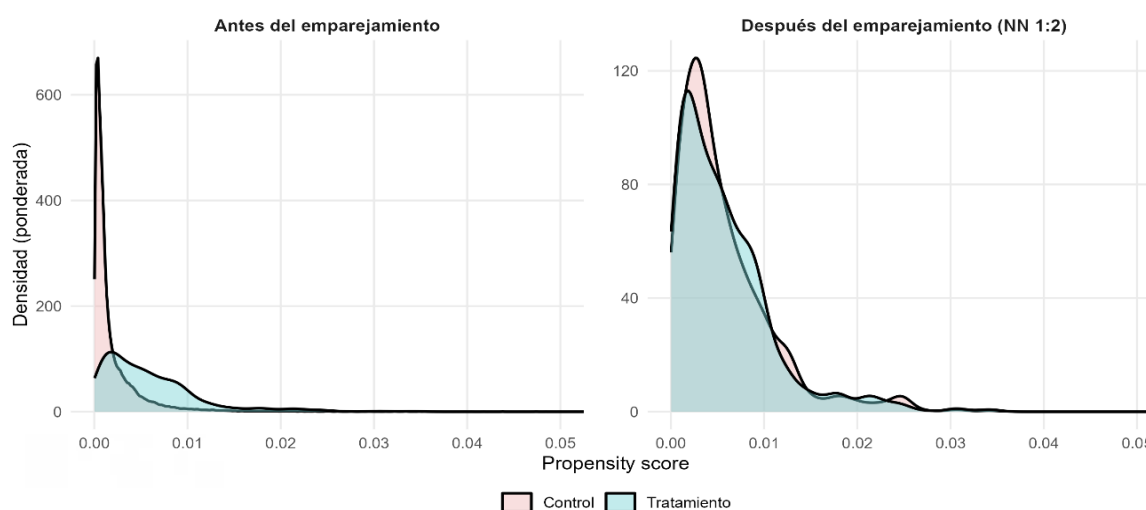 Antes del emparejamiento
Después del emparejamiento (NN 1:2)
Densidad (ponderada)
600
400
200
0
120
80
40
0
0.00 0.01 0.02 0.03 0.04 0.05
0.00 0.01 0.02 0.03 0.04
Propensity score
Control Tratamiento